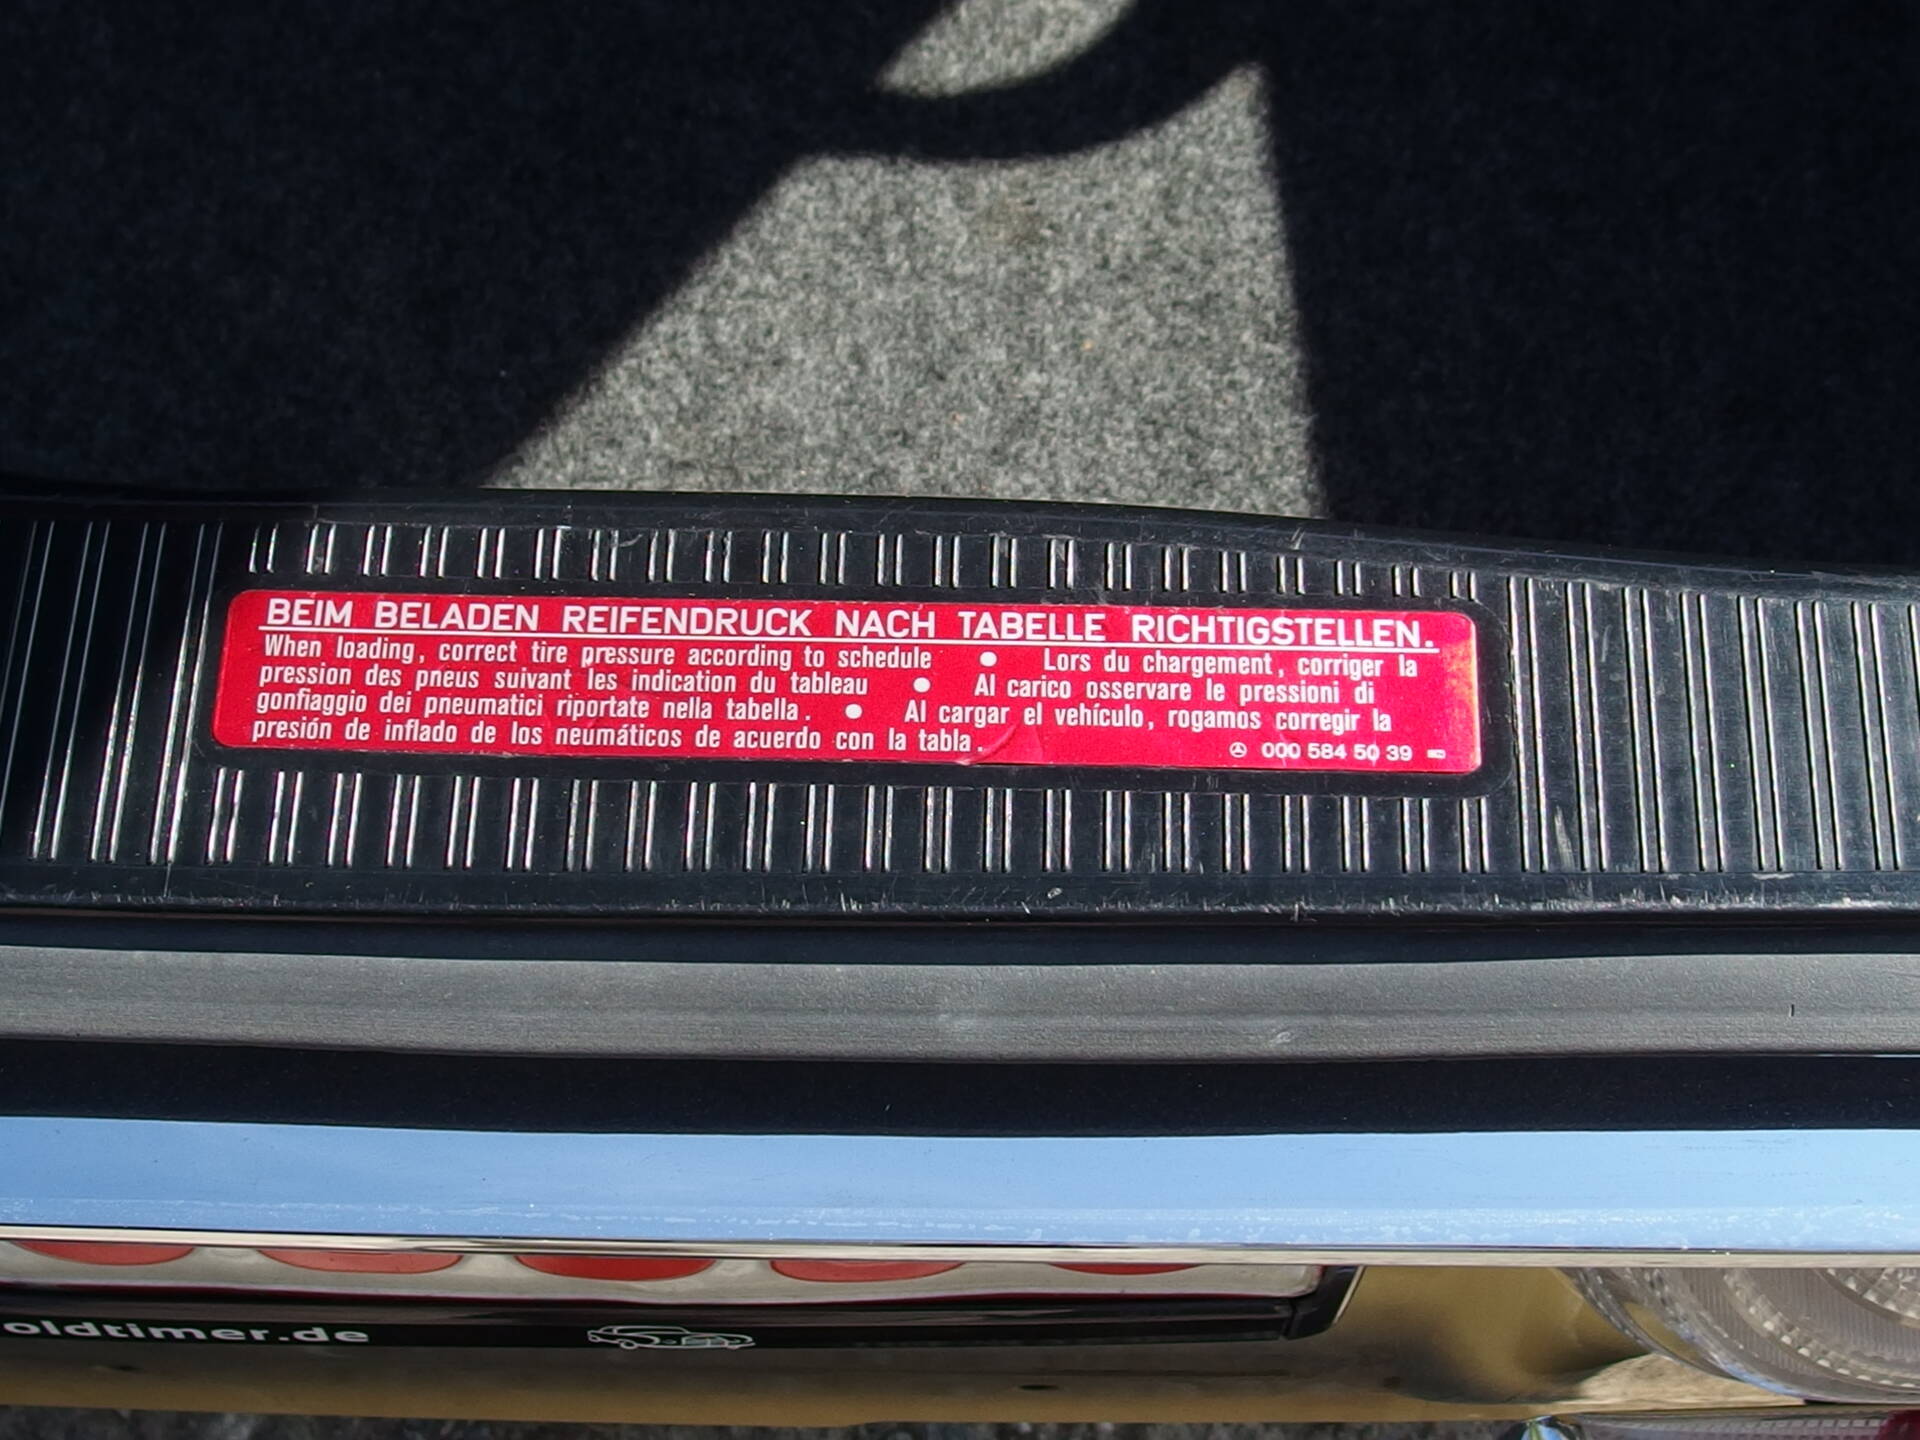 BEIM BELADEN REIFENDRUCK NACH TABELLE RICHTIGSTELLEN.
When loading, correct tire pressure according to schedule ● Lors du chargement, corriger la
pression des pneus suivant les indication du tableau ● Al carico osservare le pressioni di
gonfiaggio dei pneumatici riportate nella tabella. ● Al cargar el vehículo, rogamos corregir la
presión de inflado de los neumáticos de acuerdo con la tabla.
000 584 50 39
oldtimer.de